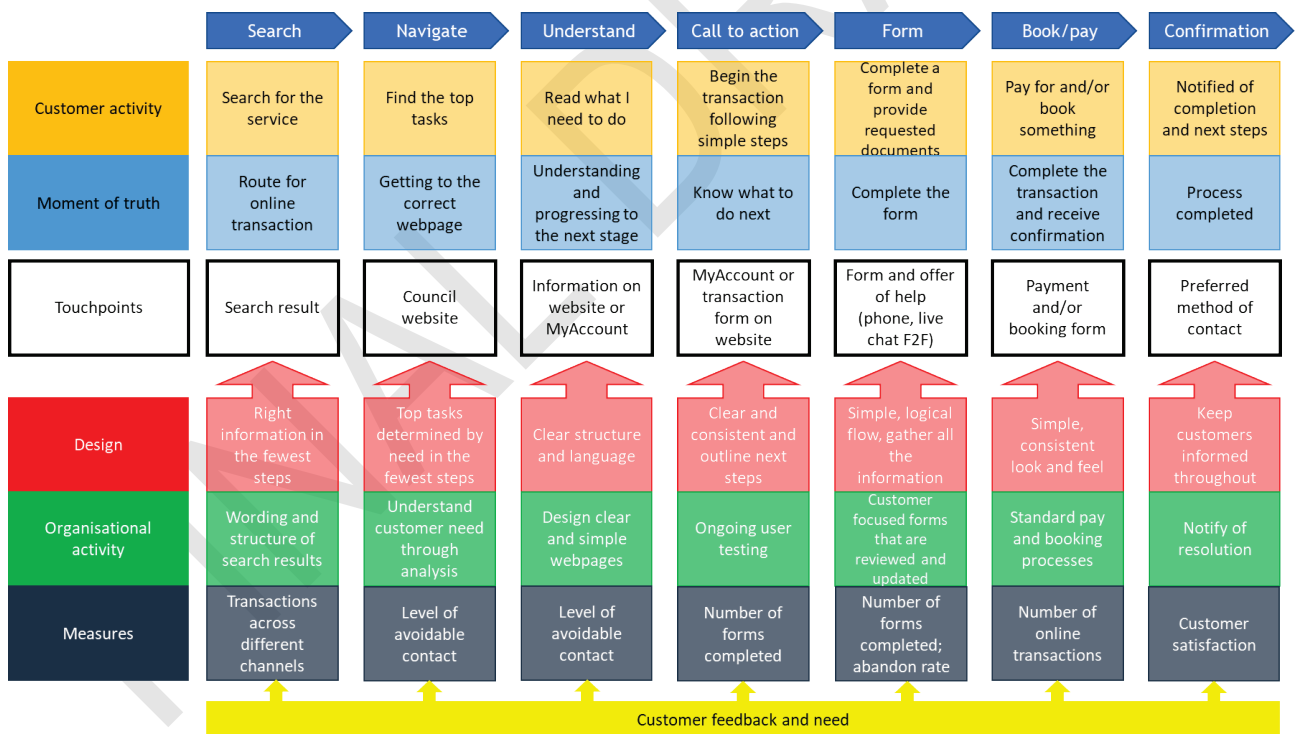 Search
Navigate
Understand
Call to action
Form
Book/pay
Confirmation
Customer activity
Search for the
service
Find the top
tasks
Read what I
need to do
Begin the
transaction
following
simple steps
Complete a
form and
provide
requested
documents
Pay for and/or
book
something
Notified of
completion
and next steps
Moment of truth
Route for
online
transaction
Getting to the
correct
webpage
Understanding
and
progressing to
the next stage
Know what to
do next
Complete the
form
Complete the
transaction
and receive
confirmation
Process
completed
Touchpoints
Search result
Council
website
Information on
website or
MyAccount
MyAccount or
transaction
form on
website
Form and offer
of help
(phone, live
chat F2F)
Payment
and/or
booking form
Preferred
method of
contact
Design
Right
information in
the fewest
steps
Top tasks
determined by
need in the
fewest steps
Clear structure
and language
Clear and
consistent and
outline next
steps
Simple, logical
flow, gather all
the
information
Simple,
consistent
look and feel
Keep
customers
informed
throughout
Organisational
activity
Wording and
structure of
search results
Understand
customer need
through
analysis
Design clear
and simple
webpages
Ongoing user
testing
Customer
focused forms
that are
reviewed and
updated
Standard pay
and booking
processes
Notify of
resolution
Measures
Transactions
across
different
channels
Level of
avoidable
contact
Level of
avoidable
contact
Number of
forms
completed
Number of
forms
completed;
abandon rate
Number of
online
transactions
Customer
satisfaction
Customer feedback and need